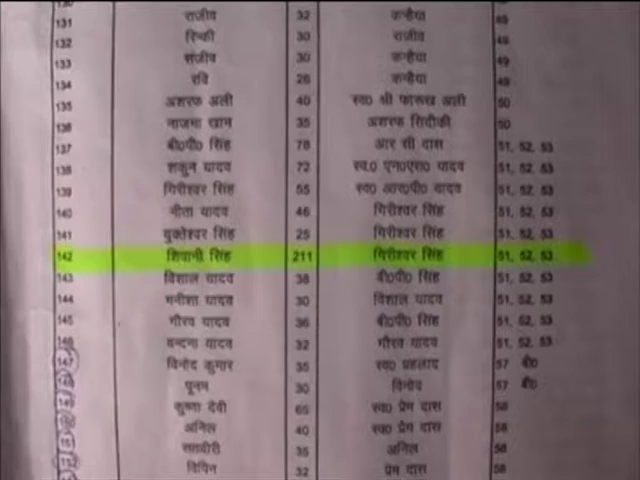 131 राजीव 32 कन्हैया 49
132 रिन्की 30 राजीव 49
133 संजीव 30 कन्हैया 49
134 रवि 28 कन्हैया 49
135 अशरफ अली 40 स्व0 श्री फारूख अली 50
136 नाजमा खान 35 अशरफ सिदीकी 50
137 बी0पी0 सिंह 78 आर सी दास 51, 52, 53
138 शकुन यादव 72 स्व.0 एन0एस0 यादव 51, 52, 53
139 गिरीश्वर सिंह 55 स्व0 आर0पी0 यादव 51, 52, 53
140 नीता यादव 46 गिरीश्वर सिंह 51, 52, 53
141 युक्तेश्वर सिंह 25 गिरीश्वर सिंह 51, 52, 53
142 शिवानी सिंह 211 गिरीश्वर सिंह 51, 52, 53
143 विशाल यादव 38 बी0पी0 सिंह 51, 52, 53
144 मनीशा यादव 30 विशाल यादव 51, 52, 53
145 गौरव यादव 36 बी0पी0 सिंह 51, 52, 53
146 वन्दना यादव 32 गौरव यादव 51, 52, 53
147 विनोद कुमार 35 स्व0 प्रहलाद 57 बी0
पूनम 30 विनोद 57 बी0
कृष्णा देवी 65 स्व0 प्रेम दास 58
अनिल 40 स्व0 प्रेम दास 58
सतवीरी 35 अनिल 58
विपिन 32 प्रेम दास 58